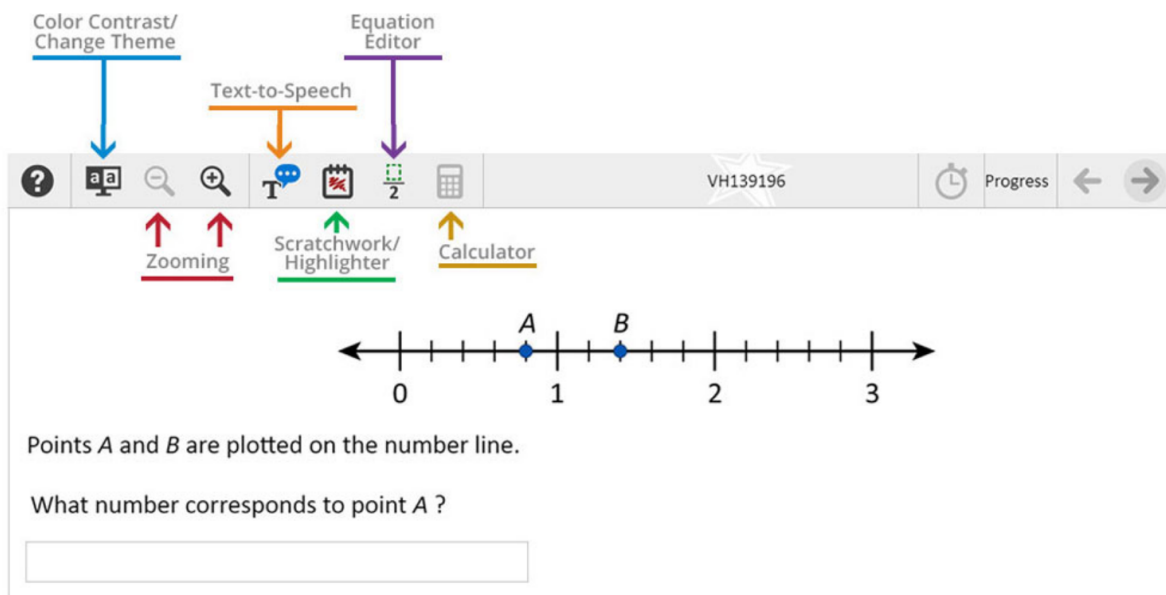 Color Contrast/
Change Theme
Equation
Editor
Text-to-Speech
?
a a
T
2
VH139196
Progress
Zooming
Scratchwork/
Highlighter
Calculator
A
B
0
1
2
3
Points A and B are plotted on the number line.
What number corresponds to point A ?